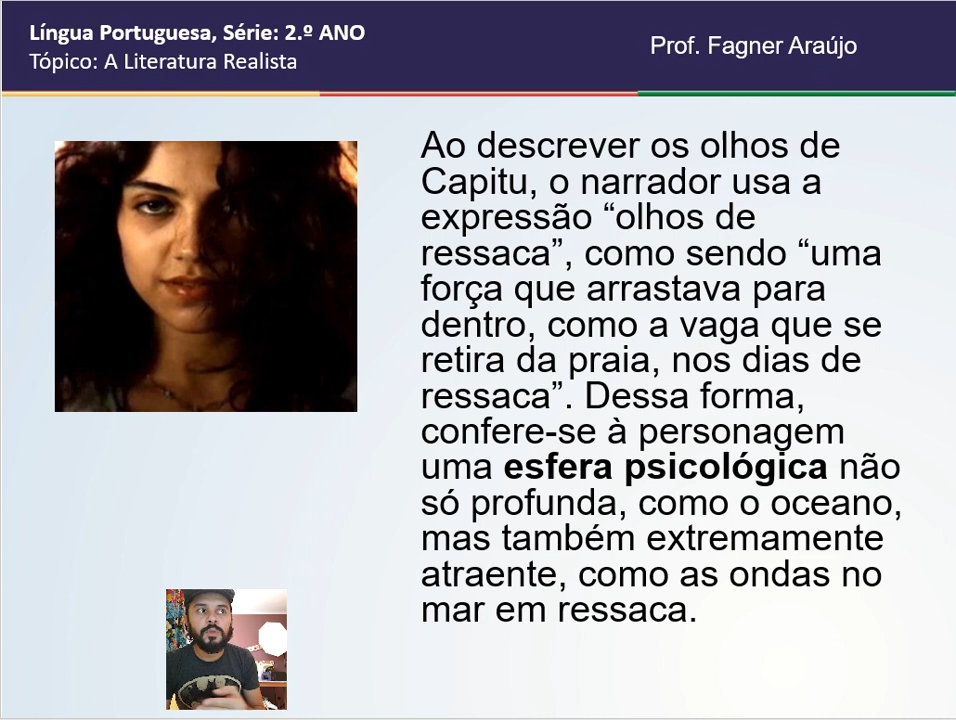 Língua Portuguesa, Série: 2.º ANO
Tópico: A Literatura Realista
Prof. Fagner Araújo
Ao descrever os olhos de
Capitu, o narrador usa a
expressão “olhos de
ressaca”, como sendo “uma
força que arrastava para
dentro, como a vaga que se
retira da praia, nos dias de
ressaca”. Dessa forma,
confere-se à personagem
uma esfera psicológica não
só profunda, como o oceano,
mas também extremamente
atraente, como as ondas no
mar em ressaca.